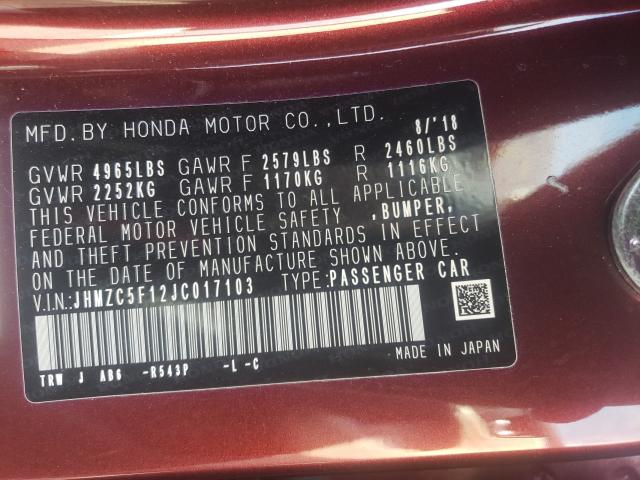 MFD. BY HONDA MOTOR CO., LTD. 8/'18
GVWR 4965LBS GAWR F 2579LBS R 2460LBS
GVWR 2252KG GAWR F 1170KG R 1116KG
THIS VEHICLE CONFORMS TO ALL APPLICABLE
FEDERAL MOTOR VEHICLE SAFETY ,BUMPER,
AND THEFT PREVENTION STANDARDS IN EFFECT
ON THE DATE OF MANUFACTURE SHOWN ABOVE.
V.I.N: JHMZC5F12JC017103 TYPE: PASSENGER CAR
TRW J AB6 -R543P -L -C
MADE IN JAPAN